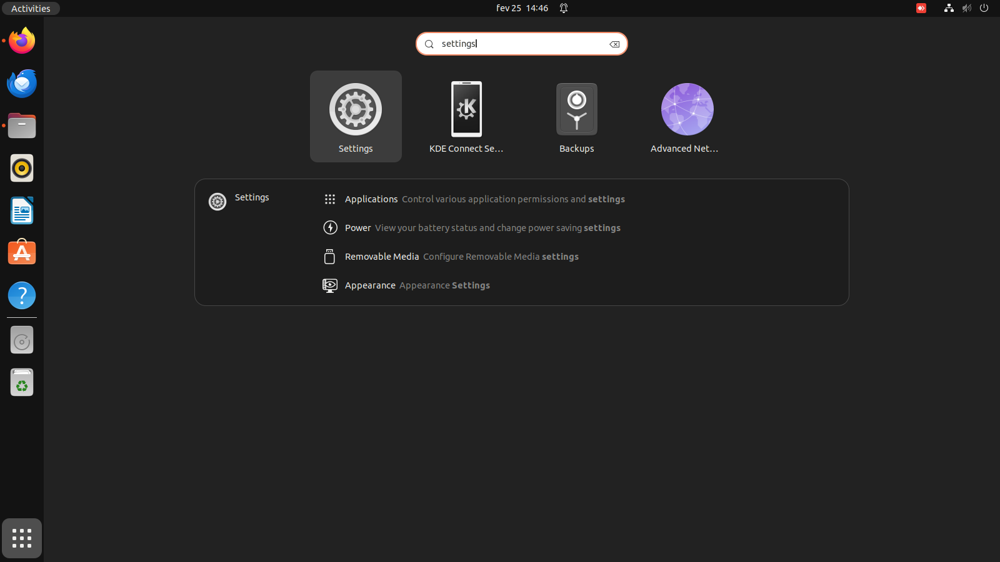 Activities
fev 25 14:46
settings
Settings
KDE Connect Se...
Backups
Advanced Net...
Settings
Applications Control various application permissions and settings
Power View your battery status and change power saving settings
Removable Media Configure Removable Media settings
Appearance Appearance Settings